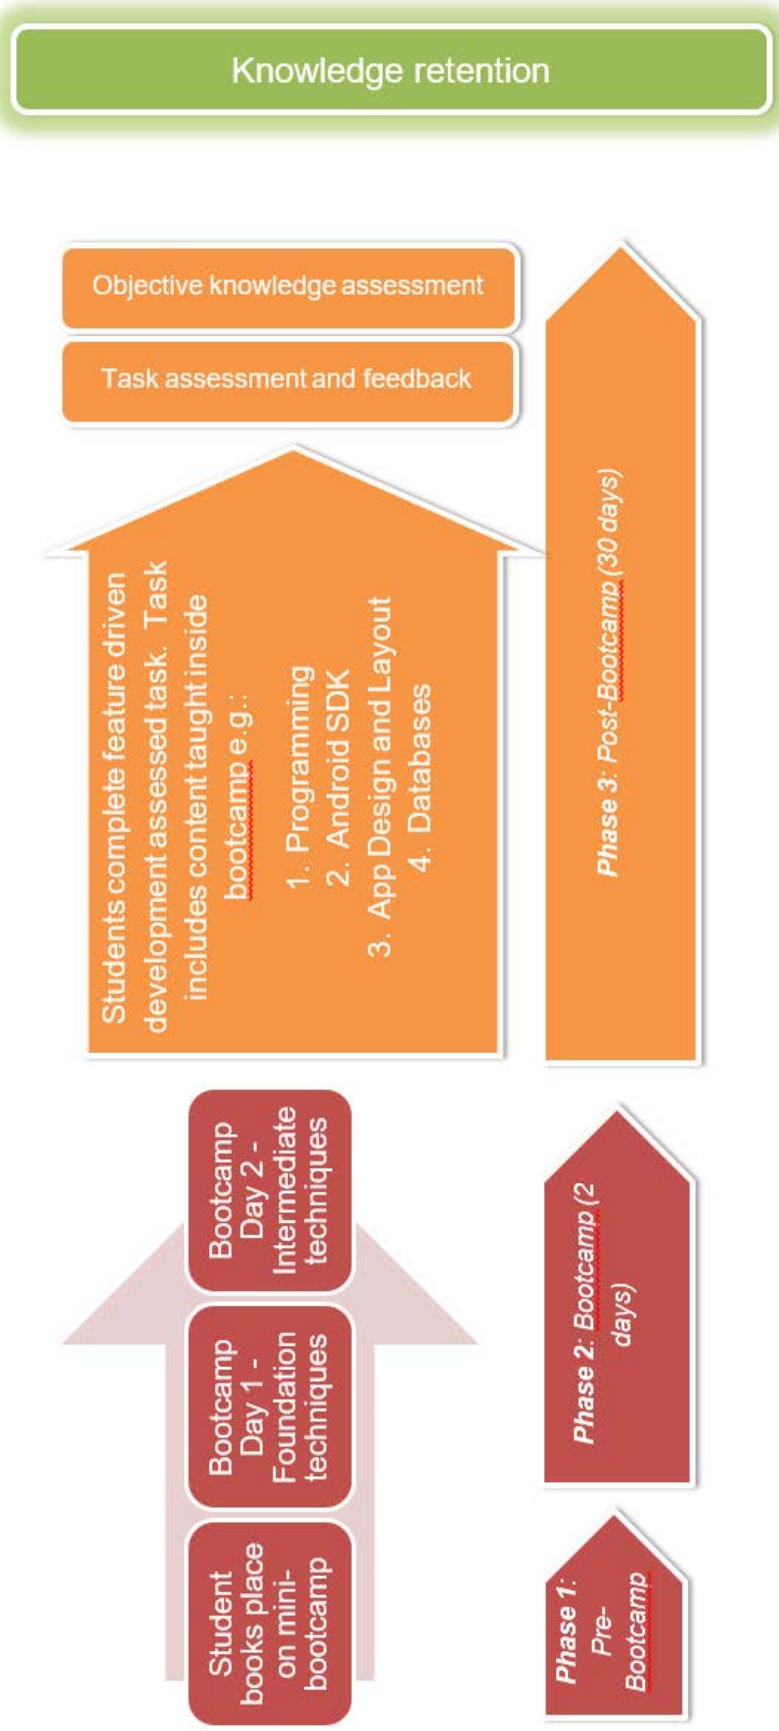 Knowledge retention
Objective knowledge assessment
Task assessment and feedback
Students complete feature driven
development assessed task. Task
includes content taught inside
bootcamp e.g.:
1. Programming
2. Android SDK
3. App Design and Layout
4. Databases
Phase 3: Post-Bootcamp (30 days)
Bootcamp
Day 2 -
Intermediate
techniques
Bootcamp
Day 1 -
Foundation
techniques
Student
books place
on mini-
bootcamp
Phase 2: Bootcamp (2
days)
Phase 1:
Pre-
Bootcamp